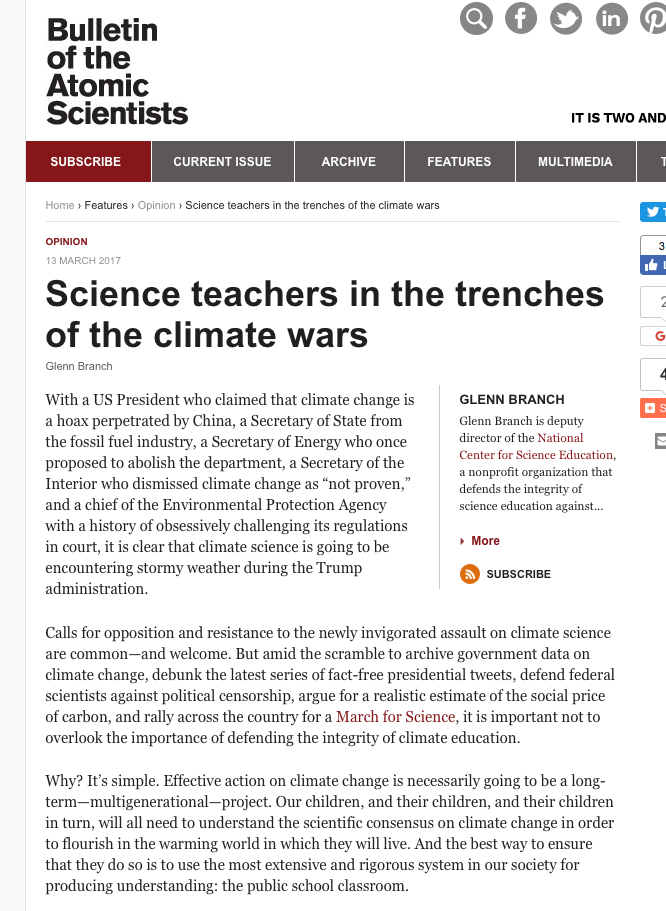 Bulletin
of the
Atomic
Scientists
IT IS TWO AND
SUBSCRIBE CURRENT ISSUE ARCHIVE FEATURES MULTIMEDIA
Home › Features › Opinion › Science teachers in the trenches of the climate wars
OPINION
13 MARCH 2017
Science teachers in the trenches
of the climate wars
Glenn Branch
With a US President who claimed that climate change is
a hoax perpetrated by China, a Secretary of State from
the fossil fuel industry, a Secretary of Energy who once
proposed to abolish the department, a Secretary of the
Interior who dismissed climate change as “not proven,”
and a chief of the Environmental Protection Agency
with a history of obsessively challenging its regulations
in court, it is clear that climate science is going to be
encountering stormy weather during the Trump
administration.
GLENN BRANCH
Glenn Branch is deputy
director of the National
Center for Science Education,
a nonprofit organization that
defends the integrity of
science education against...
More
SUBSCRIBE
Calls for opposition and resistance to the newly invigorated assault on climate science
are common—and welcome. But amid the scramble to archive government data on
climate change, debunk the latest series of fact-free presidential tweets, defend federal
scientists against political censorship, argue for a realistic estimate of the social price
of carbon, and rally across the country for a March for Science, it is important not to
overlook the importance of defending the integrity of climate education.
Why? It’s simple. Effective action on climate change is necessarily going to be a long-
term—multigenerational—project. Our children, and their children, and their children
in turn, will all need to understand the scientific consensus on climate change in order
to flourish in the warming world in which they will live. And the best way to ensure
that they do so is to use the most extensive and rigorous system in our society for
producing understanding: the public school classroom.